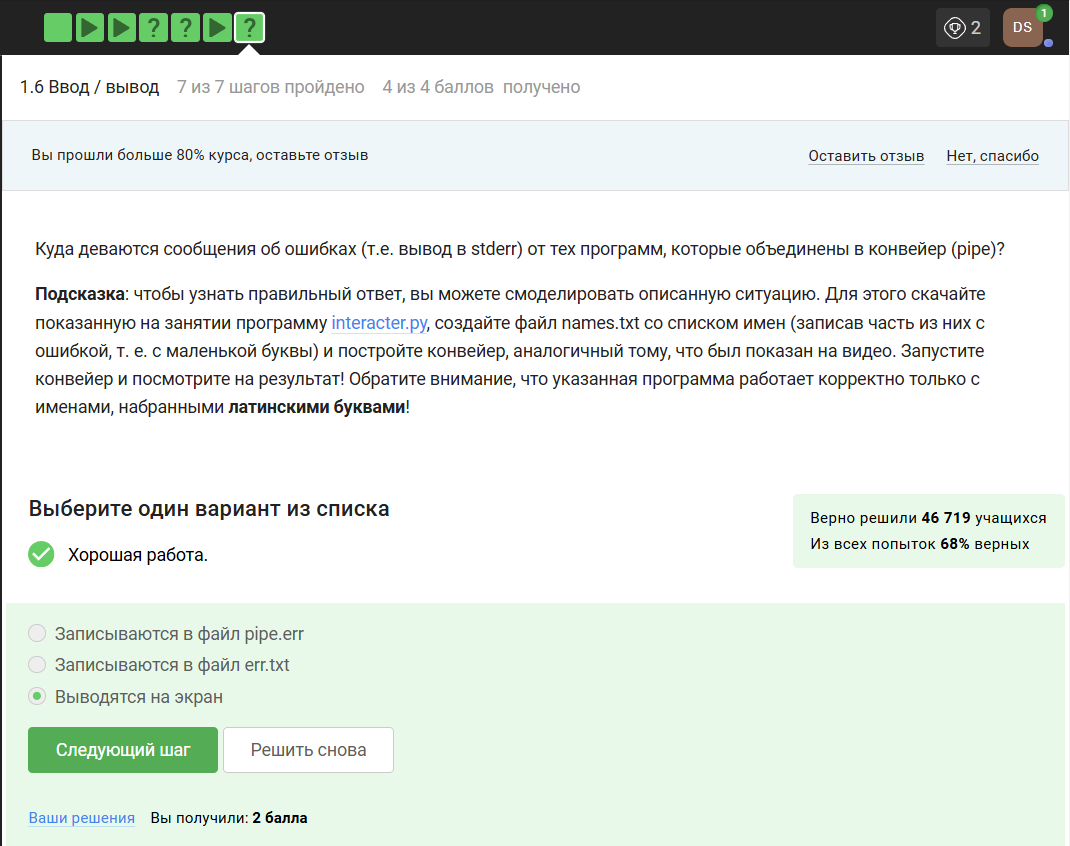 ? ? ?
2
DS
1
1.6 Ввод / вывод 7 из 7 шагов пройдено 4 из 4 баллов получено
Вы прошли больше 80% курса, оставьте отзыв
Оставить отзыв Нет, спасибо
Куда деваются сообщения об ошибках (т.е. вывод в stderr) от тех программ, которые объединены в конвейер (pipe)?
Подсказка: чтобы узнать правильный ответ, вы можете смоделировать описанную ситуацию. Для этого скачайте
показанную на занятии программу interacter.py, создайте файл names.txt со списком имен (записав часть из них с
ошибкой, т. е. с маленькой буквы) и постройте конвейер, аналогичный тому, что был показан на видео. Запустите
конвейер и посмотрите на результат! Обратите внимание, что указанная программа работает корректно только с
именами, набранными латинскими буквами!
Выберите один вариант из списка
Хорошая работа.
Верно решили 46 719 учащихся
Из всех попыток 68% верных
Записываются в файл pipe.err
Записываются в файл err.txt
Выводятся на экран
Следующий шаг Решить снова
Ваши решения Вы получили: 2 балла